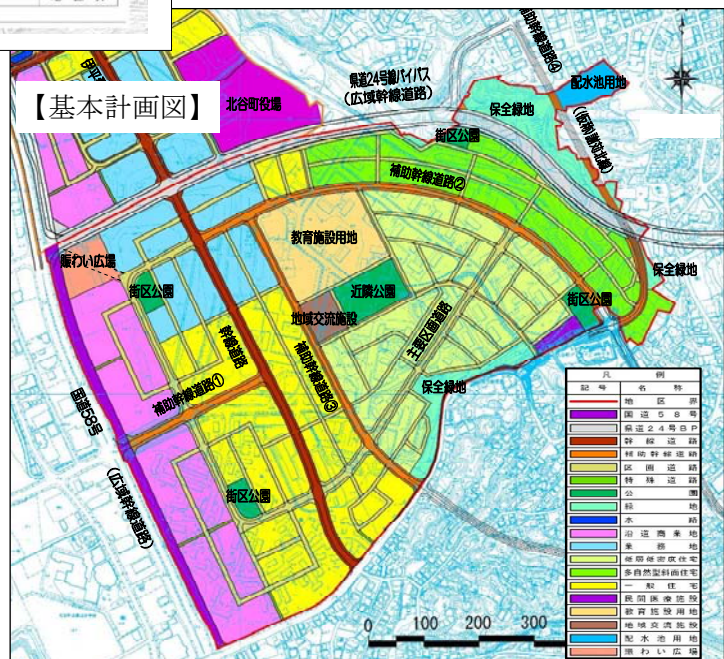 【基本計画図】
伊平
北谷町役場
県道24号線バイパス
(広域幹線道路)
補助幹線道路④
配水池用地
保全緑地
街区公園
補助幹線道路②
教育施設用地
賑わい広場
街区公園
近隣公園
地域交流施設
主要区画道路
保全緑地
街区公園
幹線道路
補助幹線道路①
補助幹線道路③
保全緑地
国道58号
(広域幹線道路)
街区公園
凡 例
記号 名称
地区界
国道58号
県道24号BP
幹線道路
補助幹線道路
区画道路
特殊道路
公園
緑地
水路
沿道商業地
業務地
低層低密度住宅
多自然型斜面住宅
一般住宅
民間医療施設
教育施設用地
地域交流施設
配水池用地
賑わい広場
0 100 200 300